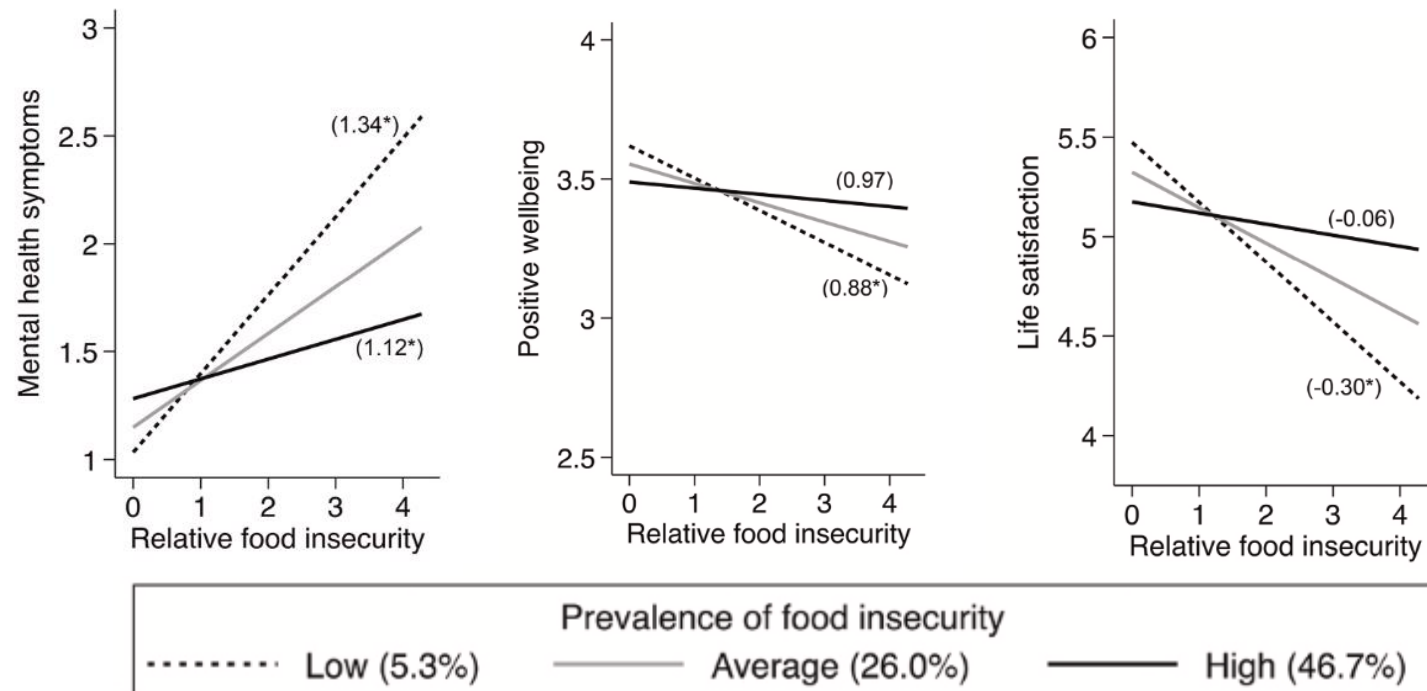 Mental health symptoms
3
2.5
2
1.5
1
(1.34*)
(1.12*)
0 1 2 3 4
Relative food insecurity
Positive wellbeing
4
3.5
3
2.5
(0.97)
(0.88*)
0 1 2 3 4
Relative food insecurity
Life satisfaction
6
5.5
5
4.5
4
(-0.06)
(-0.30*)
0 1 2 3 4
Relative food insecurity
Prevalence of food insecurity
Low (5.3%) Average (26.0%) High (46.7%)